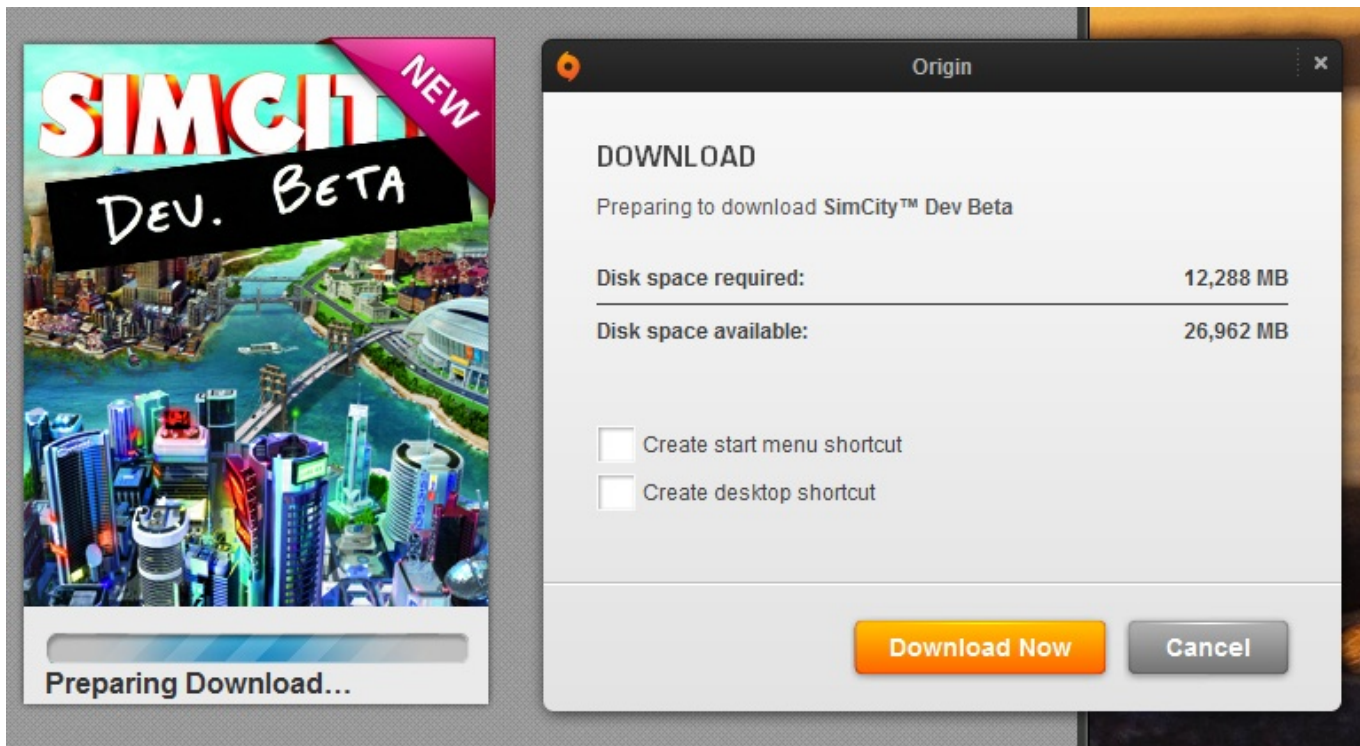 SIMCIT
NEW
DEV. BETA
Preparing Download...
Origin
DOWNLOAD
Preparing to download SimCity™ Dev Beta
Disk space required: 12,288 MB
Disk space available: 26,962 MB
Create start menu shortcut
Create desktop shortcut
Download Now
Cancel